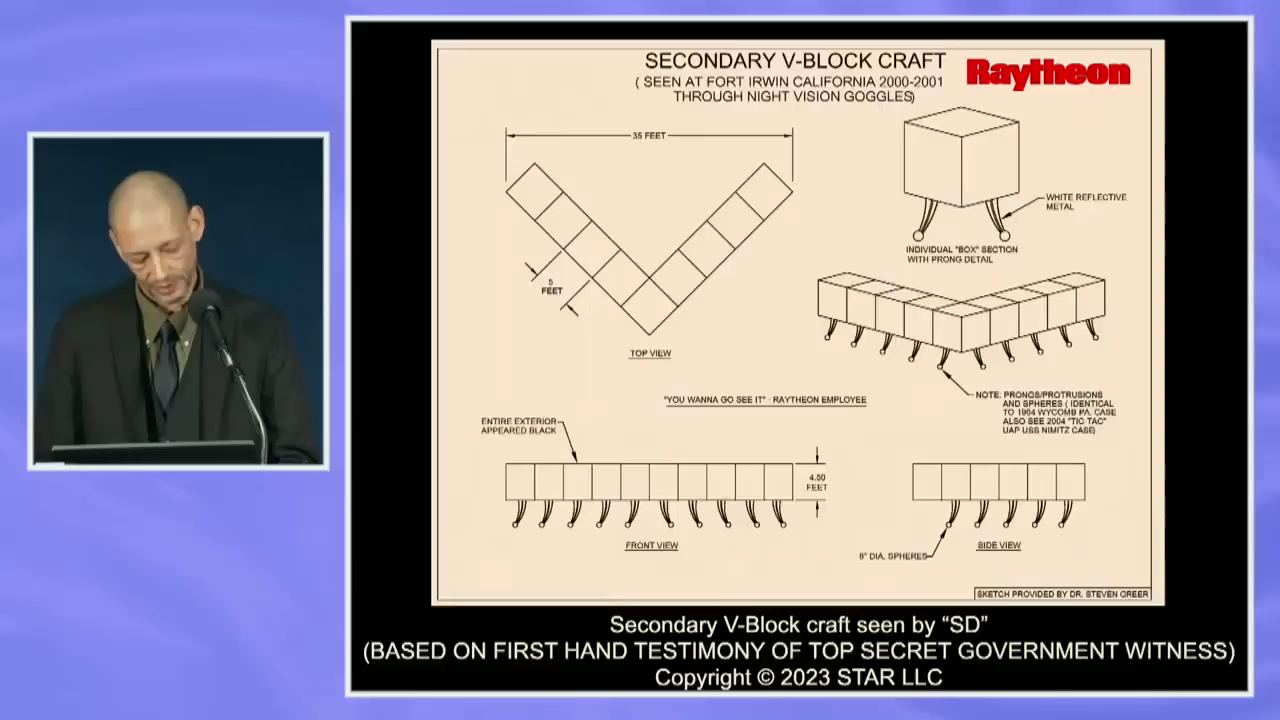 SECONDARY V-BLOCK CRAFT
( SEEN AT FORT IRWIN CALIFORNIA 2000-2001
THROUGH NIGHT VISION GOGGLES)
Raytheon
35 FEET
5
FEET
TOP VIEW
WHITE REFLECTIVE
METAL
INDIVIDUAL "BOX" SECTION
WITH PRONG DETAIL
NOTE: PRONGS/PROTRUSIONS
AND SPHERES ( IDENTICAL
TO 1964 WYCOMB PA. CASE
ALSO SEE 2004 "TIC TAC"
UAP USS NIMITZ CASE)
"YOU WANNA GO SEE IT" - RAYTHEON EMPLOYEE
ENTIRE EXTERIOR
APPEARED BLACK
4.50
FEET
FRONT VIEW
6" DIA. SPHERES
SIDE VIEW
SKETCH PROVIDED BY DR. STEVEN GREER
Secondary V-Block craft seen by “SD”
(BASED ON FIRST HAND TESTIMONY OF TOP SECRET GOVERNMENT WITNESS)
Copyright © 2023 STAR LLC